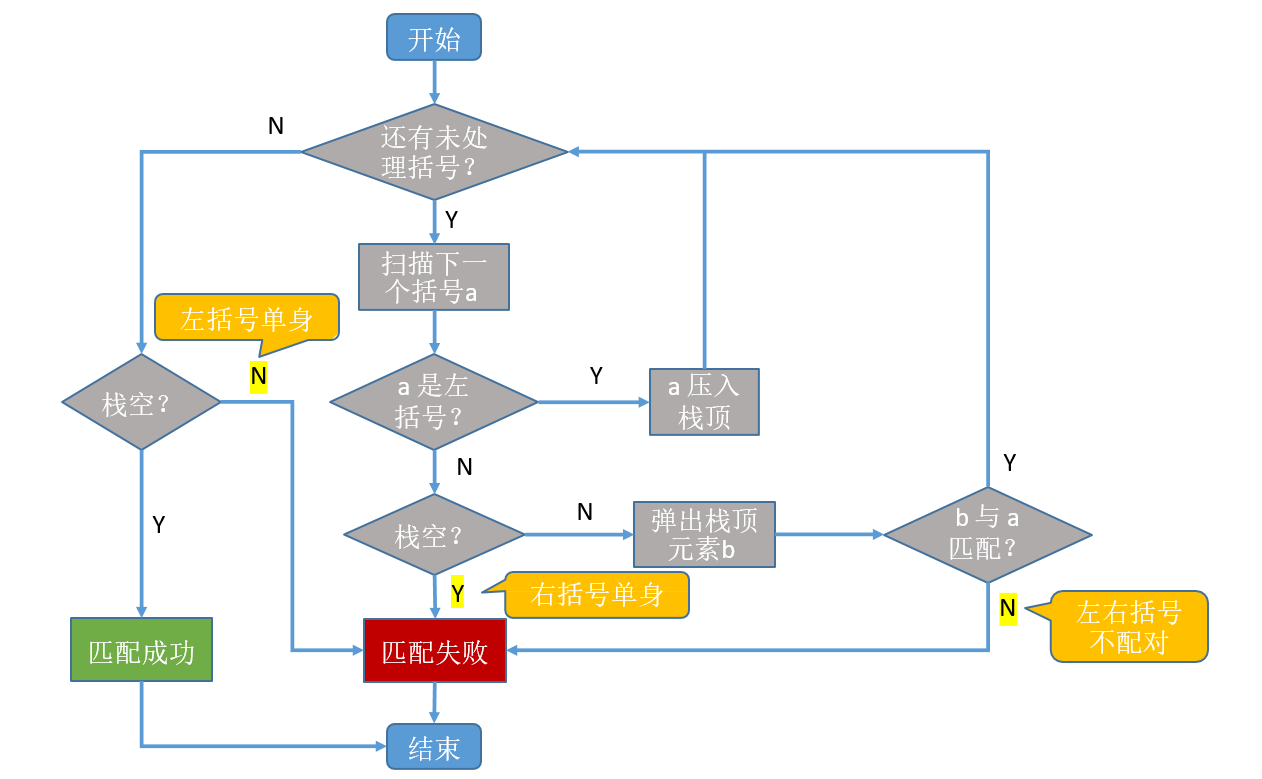 开始
N
还有未处
理括号？
Y
扫描下一
个括号a
左括号单身
N
栈空？
a 是左
括号？
Y
a 压入
栈顶
N
Y
栈空？
N
弹出栈顶
元素b
b 与 a
匹配？
Y
Y
右括号单身
N
左右括号
不配对
匹配成功
匹配失败
结束